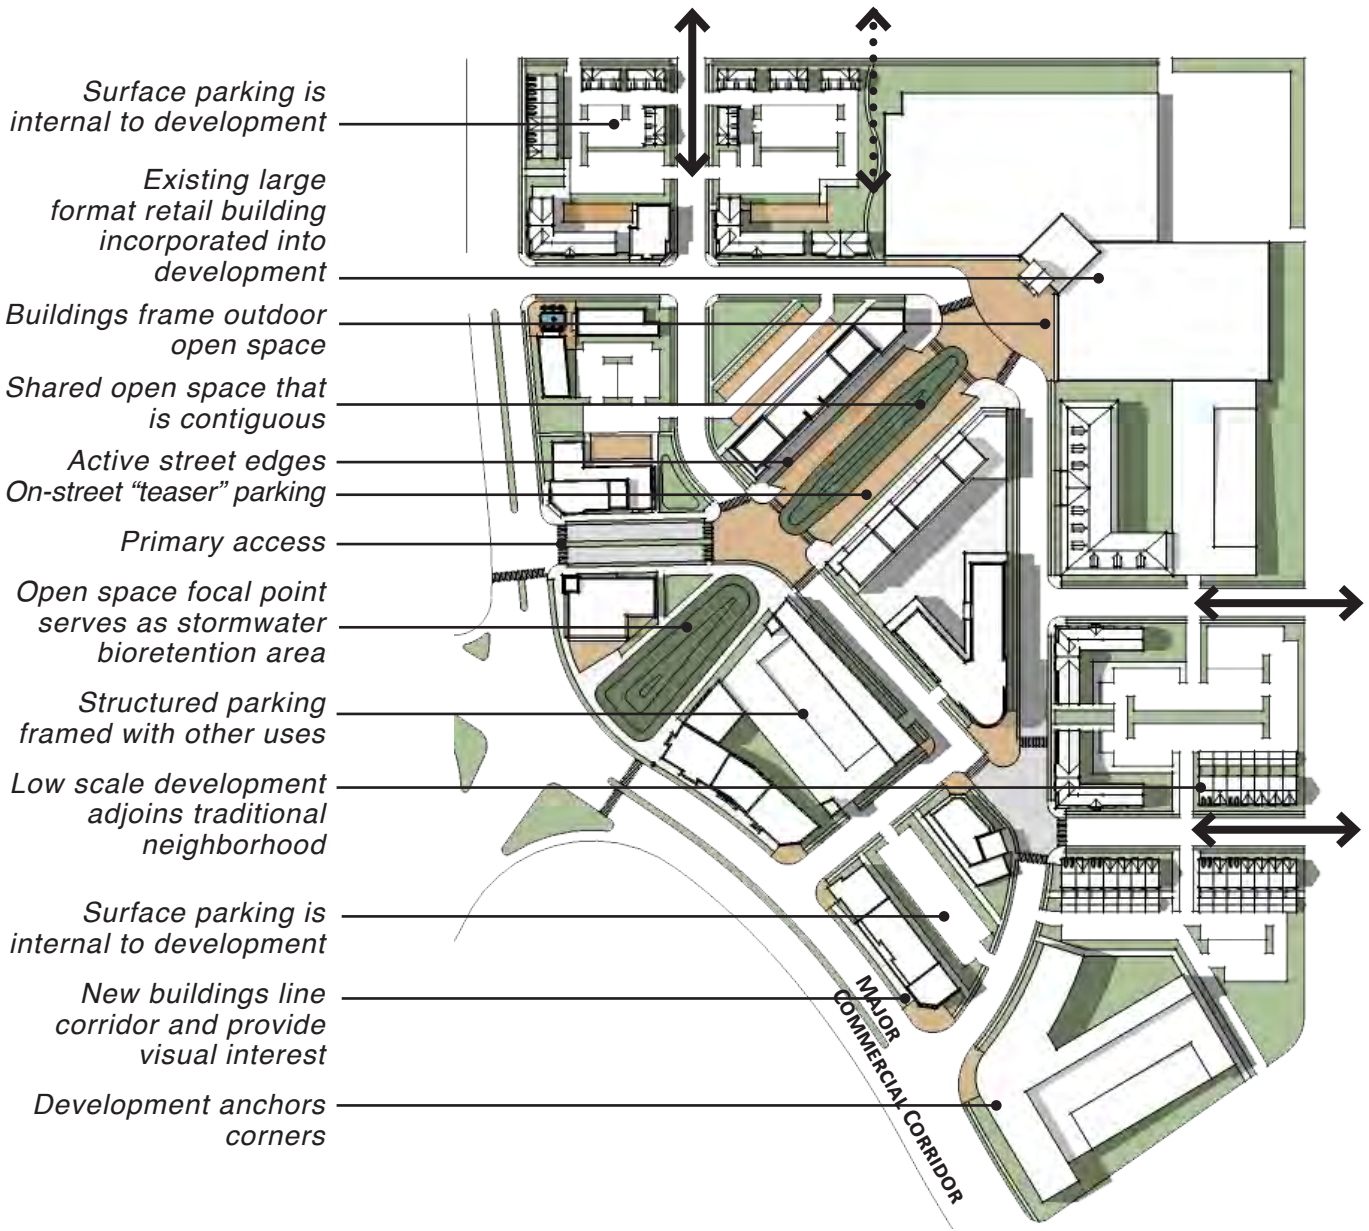 Surface parking is
internal to development
Existing large
format retail building
incorporated into
development
Buildings frame outdoor
open space
Shared open space that
is contiguous
Active street edges
On-street “teaser” parking
Primary access
Open space focal point
serves as stormwater
bioretention area
Structured parking
framed with other uses
Low scale development
adjoins traditional
neighborhood
Surface parking is
internal to development
New buildings line
corridor and provide
visual interest
Development anchors
corners
MAJOR
COMMERCIAL CORRIDOR